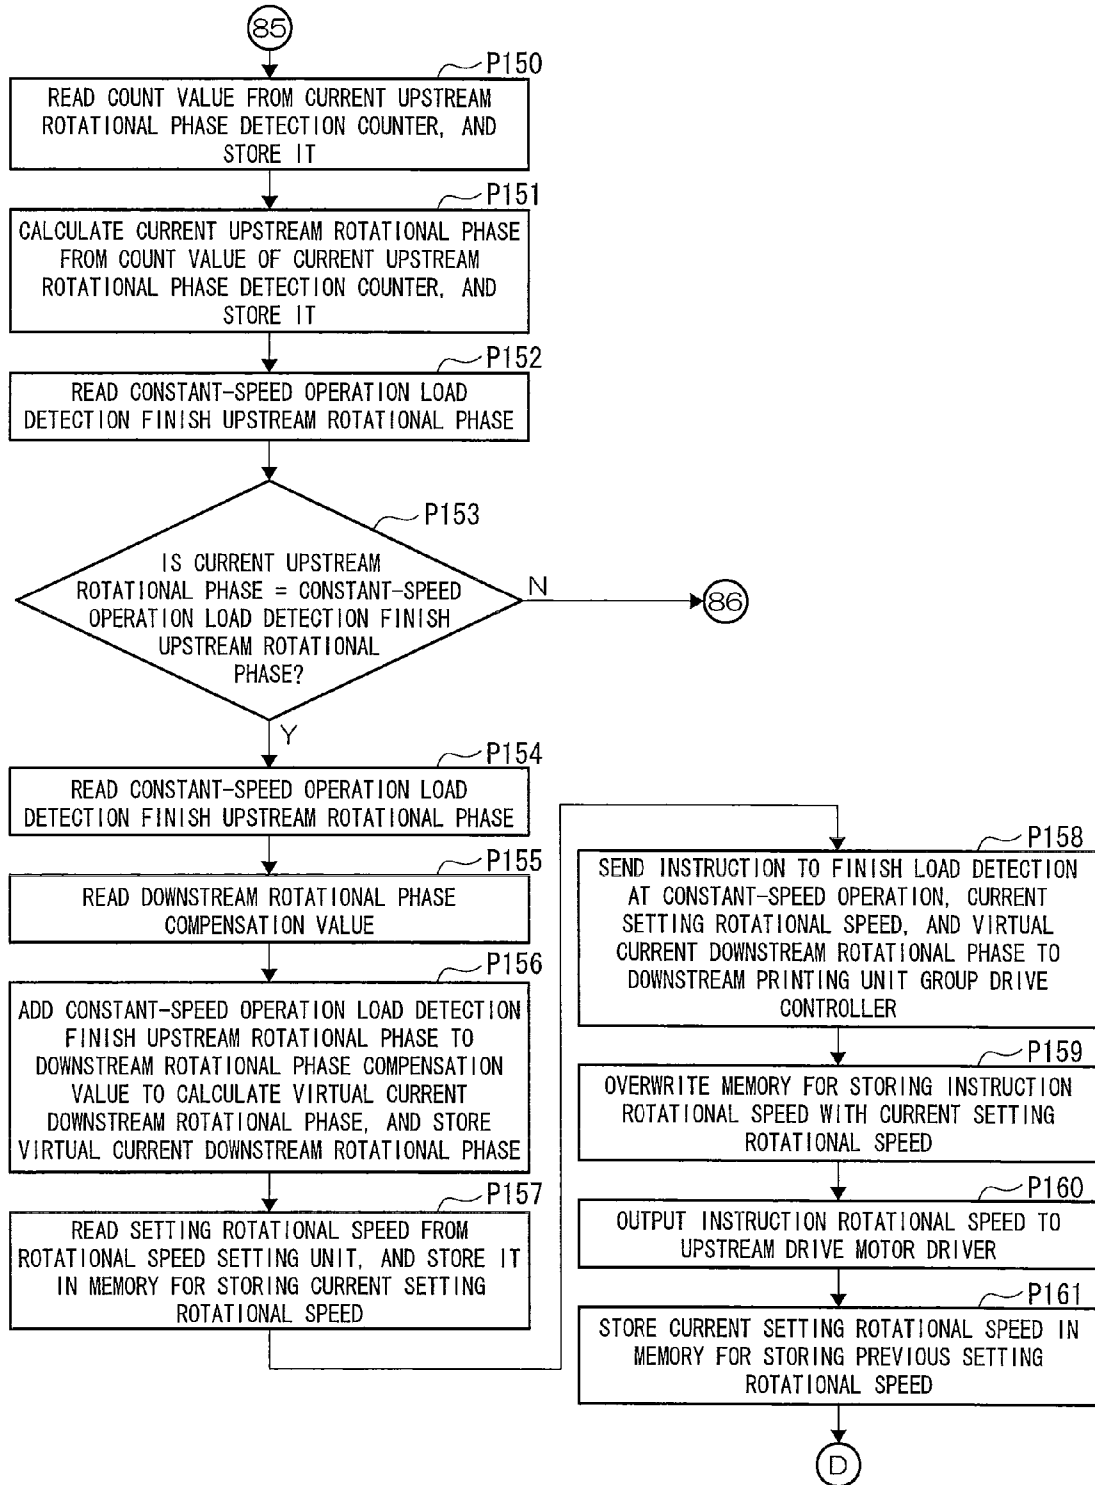 85
P150
READ COUNT VALUE FROM CURRENT UPSTREAM
ROTATIONAL PHASE DETECTION COUNTER, AND
STORE IT
P151
CALCULATE CURRENT UPSTREAM ROTATIONAL PHASE
FROM COUNT VALUE OF CURRENT UPSTREAM
ROTATIONAL PHASE DETECTION COUNTER, AND
STORE IT
P152
READ CONSTANT-SPEED OPERATION LOAD
DETECTION FINISH UPSTREAM ROTATIONAL PHASE
P153
IS CURRENT UPSTREAM
ROTATIONAL PHASE = CONSTANT-SPEED
OPERATION LOAD DETECTION FINISH
UPSTREAM ROTATIONAL
PHASE?
N
86
Y
P154
READ CONSTANT-SPEED OPERATION LOAD
DETECTION FINISH UPSTREAM ROTATIONAL PHASE
P155
READ DOWNSTREAM ROTATIONAL PHASE
COMPENSATION VALUE
P156
ADD CONSTANT-SPEED OPERATION LOAD DETECTION
FINISH UPSTREAM ROTATIONAL PHASE TO
DOWNSTREAM ROTATIONAL PHASE COMPENSATION
VALUE TO CALCULATE VIRTUAL CURRENT
DOWNSTREAM ROTATIONAL PHASE, AND STORE
VIRTUAL CURRENT DOWNSTREAM ROTATIONAL PHASE
P157
READ SETTING ROTATIONAL SPEED FROM
ROTATIONAL SPEED SETTING UNIT, AND STORE IT
IN MEMORY FOR STORING CURRENT SETTING
ROTATIONAL SPEED
P158
SEND INSTRUCTION TO FINISH LOAD DETECTION
AT CONSTANT-SPEED OPERATION, CURRENT
SETTING ROTATIONAL SPEED, AND VIRTUAL
CURRENT DOWNSTREAM ROTATIONAL PHASE TO
DOWNSTREAM PRINTING UNIT GROUP DRIVE
CONTROLLER
P159
OVERWRITE MEMORY FOR STORING INSTRUCTION
ROTATIONAL SPEED WITH CURRENT SETTING
ROTATIONAL SPEED
P160
OUTPUT INSTRUCTION ROTATIONAL SPEED TO
UPSTREAM DRIVE MOTOR DRIVER
P161
STORE CURRENT SETTING ROTATIONAL SPEED IN
MEMORY FOR STORING PREVIOUS SETTING
ROTATIONAL SPEED
D